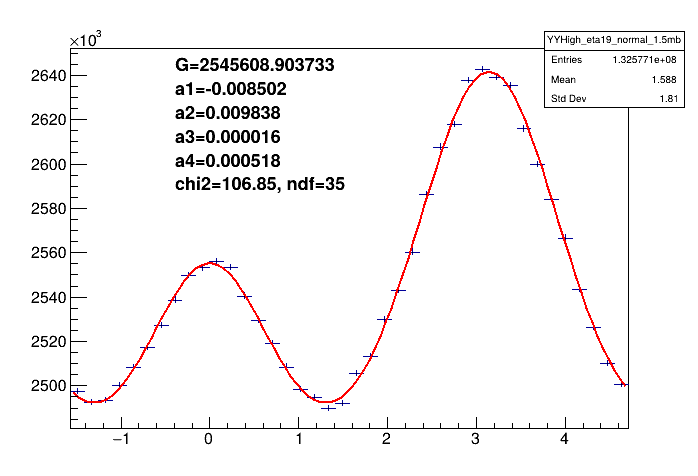 ×10³
YYHigh_eta19_normal_1.5mb
Entries 1.325771e+08
Mean 1.588
Std Dev 1.81
G=2545608.903733
a1=-0.008502
a2=0.009838
a3=0.000016
a4=0.000518
chi2=106.85, ndf=35
2640
2620
2600
2580
2560
2540
2520
2500
−1 0 1 2 3 4